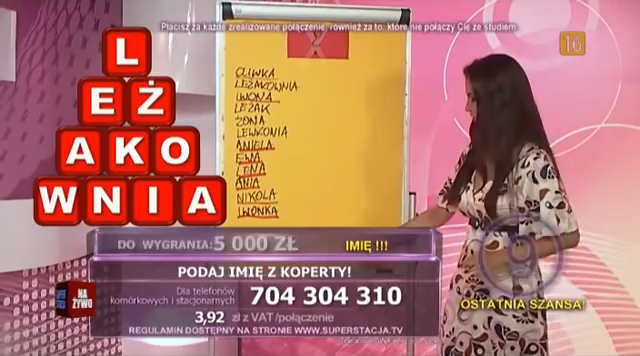 Płacisz za każde zrealizowane połączenie, również za to, które nie połączy Cię ze studiem
16
X
L
EŻ
AKO
WNIA
OLIWKA
LEŻAKOWNIA
IWONA
LEŻAK
ŻONA
LEWKONIA
ANIELA
EWA
LENA
ANIA
NIKOLA
IWONKA
DO WYGRANIA: 5 000 ZŁ IMIĘ !!!
PODAJ IMIĘ Z KOPERTY!
Dla telefonów
komórkowych i stacjonarnych 704 304 310
3,92 zł z VAT/połączenie
REGULAMIN DOSTĘPNY NA STRONIE WWW.SUPERSTACJA.TV
NA
ŻYWO
OSTATNIA SZANSA!